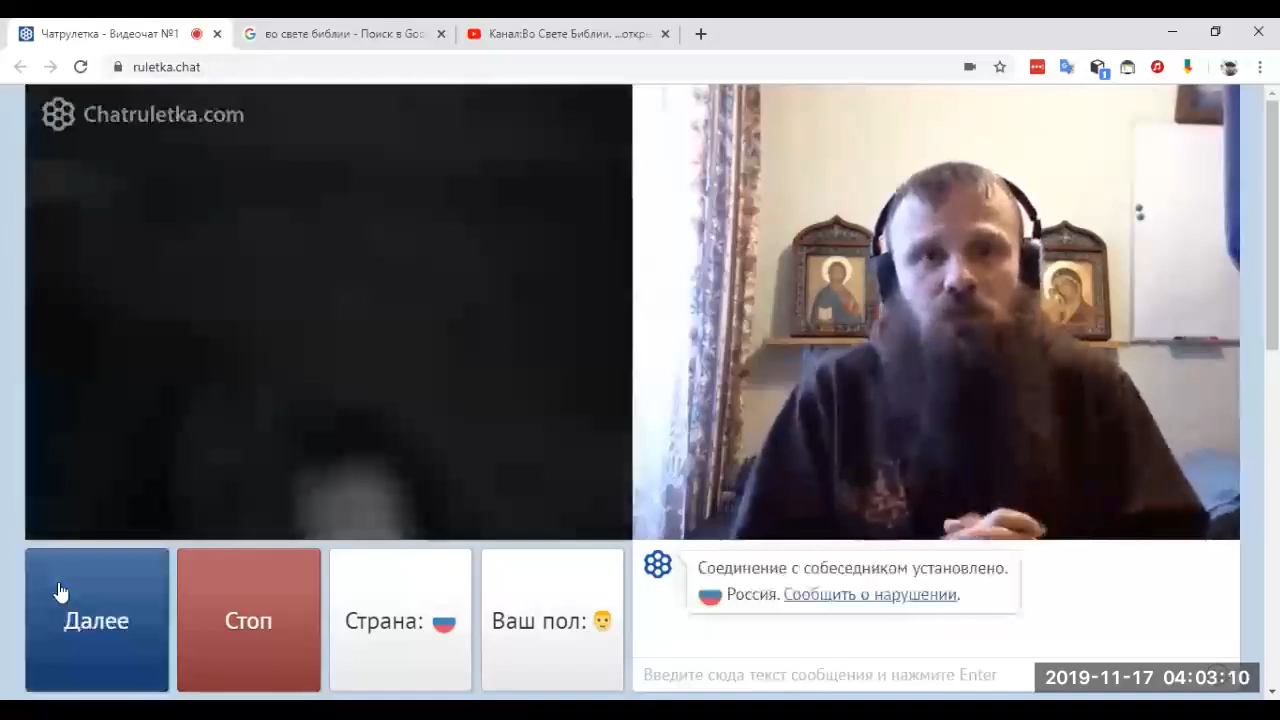 Чатрулетка - Видеочат №1
во свете библии - Поиск в Goo
Канал:Во Свете Библии. ...откры
ruletka.chat
Chatruletka.com
Соединение с собеседником установлено.
Россия. Сообщить о нарушении.
Далее
Стоп
Страна:
Ваш пол:
Введите сюда текст сообщения и нажмите Enter
2019-11-17 04:03:10